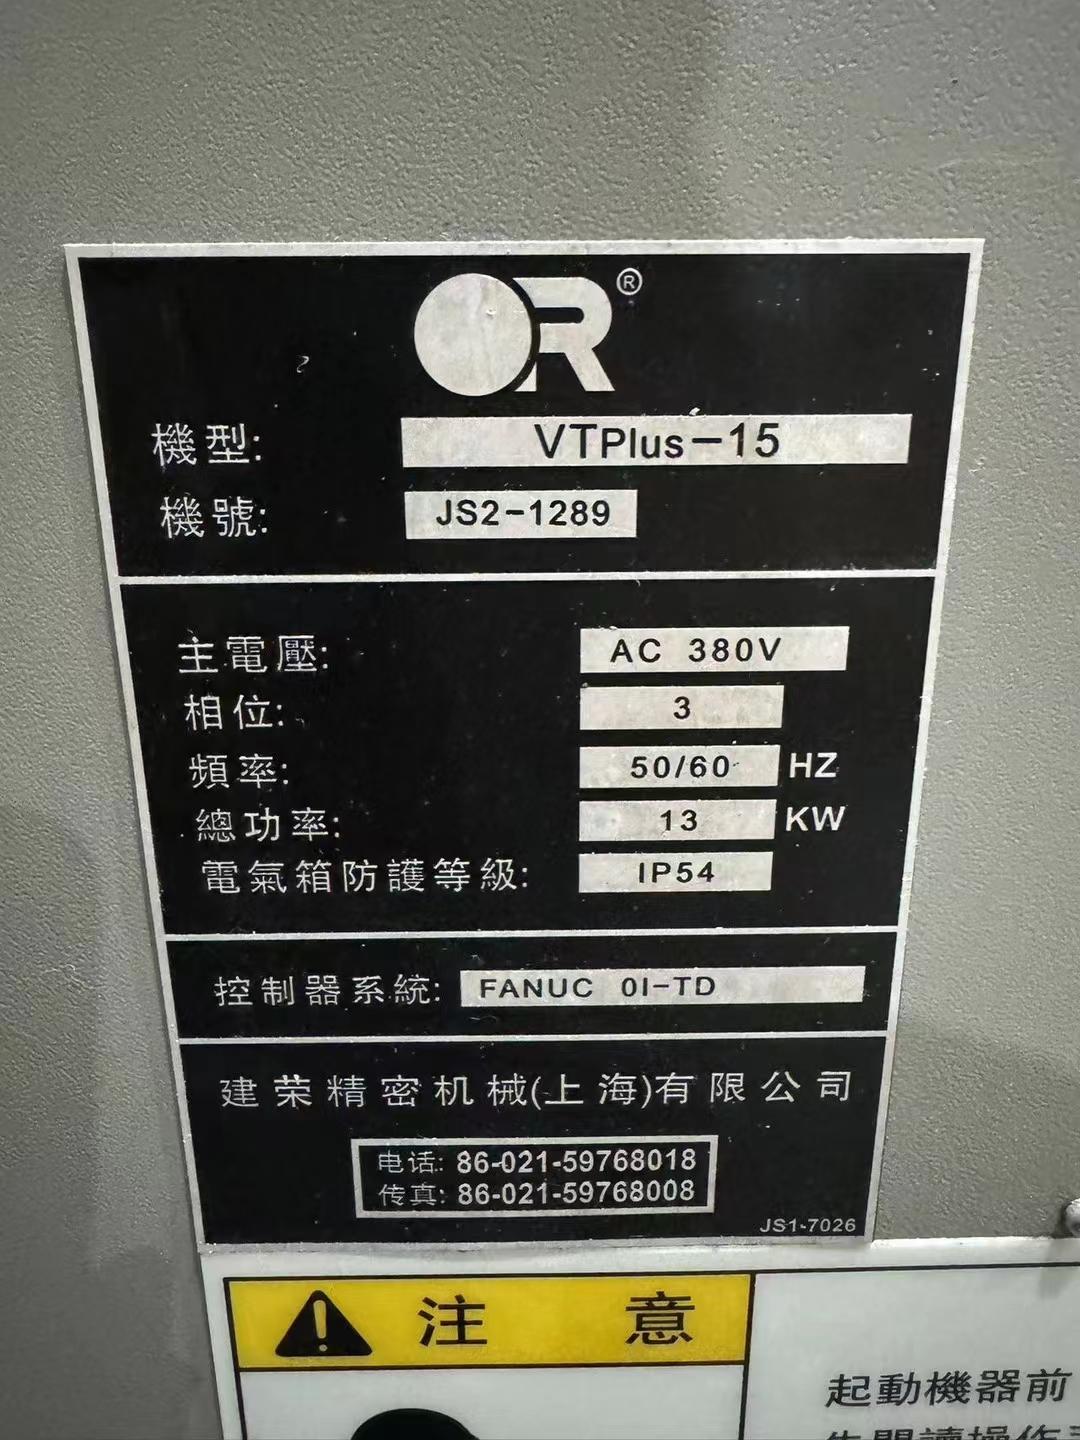 OR®
機型: VTPlus-15
機號: JS2-1289
主電壓: AC 380V
相位: 3
頻率: 50/60 HZ
總功率: 13 KW
電氣箱防護等級: IP54
控制器系統: FANUC 0I-TD
建荣精密机械(上海)有限公司
电话: 86-021-59768018
传真: 86-021-59768008
JS1-7026
注意
起動機器前